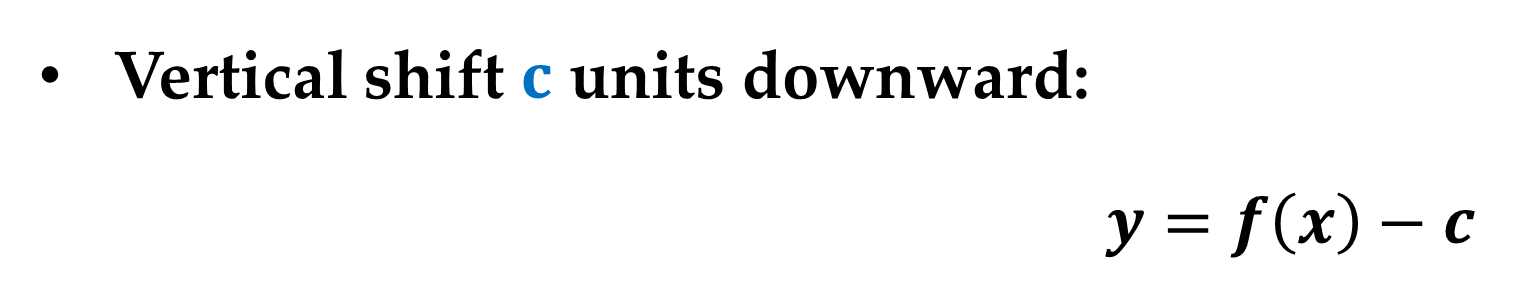 • Vertical shift c units downward:
y = f(x) − c